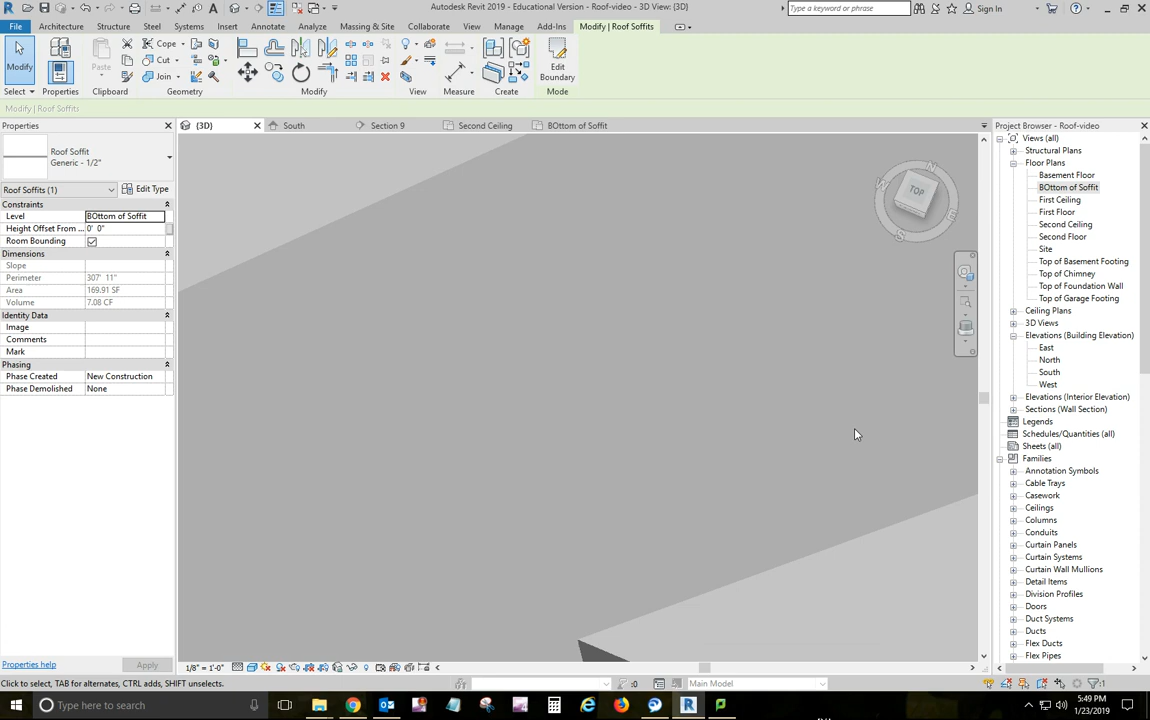 Autodesk Revit 2019 - Educational Version - Roof-video - 3D View: {3D}
Type a keyword or phrase
Sign In
File Architecture Structure Steel Systems Insert Annotate Massing & Site Collaborate View Manage Add-Ins Modify | Roof Soffits
Modify Paste Cope Cut Join Edit Boundary
Select Properties Clipboard Geometry Modify View Measure Create Mode
Modify | Roof Soffits
Properties
(3D) South Section 9 Second Ceiling BOttom of Soffit
Project Browser - Roof-video
Roof Soffit
Generic - 1/2"
Roof Soffits (1) Edit Type
Constraints
Level BOttom of Soffit
Height Offset From ... 0' 0"
Room Bounding
Dimensions
Slope
Perimeter 307' 11"
Area 169.91 SF
Volume 7.08 CF
Identity Data
Image
Comments
Mark
Phasing
Phase Created New Construction
Phase Demolished None
Properties help Apply
N
W
TOP
E
S
Views (all)
Structural Plans
Floor Plans
Basement Floor
BOttom of Soffit
First Ceiling
First Floor
Second Ceiling
Second Floor
Site
Top of Basement Footing
Top of Chimney
Top of Foundation Wall
Top of Garage Footing
Ceiling Plans
3D Views
Elevations (Building Elevation)
East
North
South
West
Elevations (Interior Elevation)
Sections (Wall Section)
Legends
Schedules/Quantities (all)
Sheets (all)
Families
Annotation Symbols
Cable Trays
Casework
Ceilings
Columns
Conduits
Curtain Panels
Curtain Systems
Curtain Wall Mullions
Detail Items
Division Profiles
Doors
Duct Systems
Ducts
Flex Ducts
Flex Pipes
1/8" = 1'-0"
Click to select, TAB for alternates, CTRL adds, SHIFT unselects.
:0
Main Model
Type here to search
5:49 PM
1/23/2019